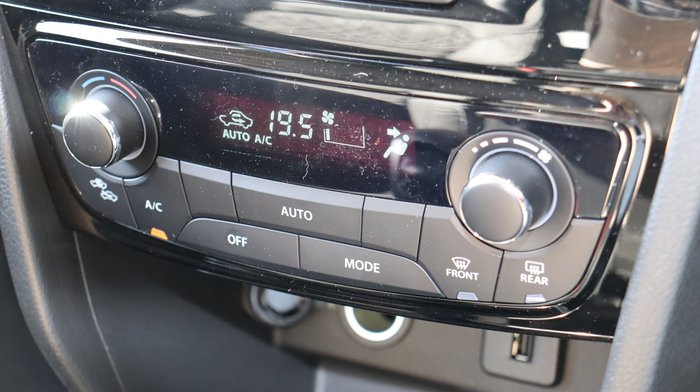 AUTO A/C 19.5
A/C
AUTO
OFF
MODE
FRONT
REAR